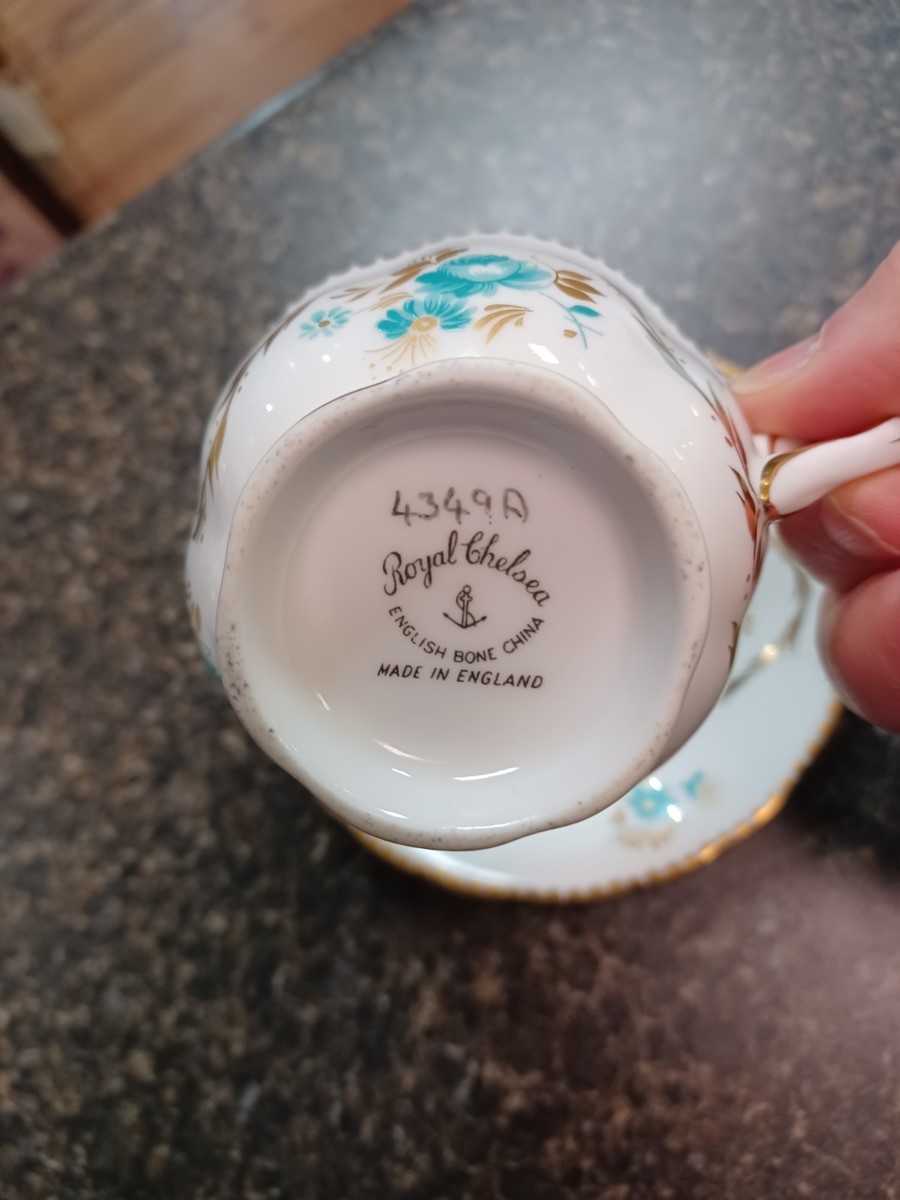 4349A
Royal Chelsea
ENGLISH BONE CHINA
MADE IN ENGLAND